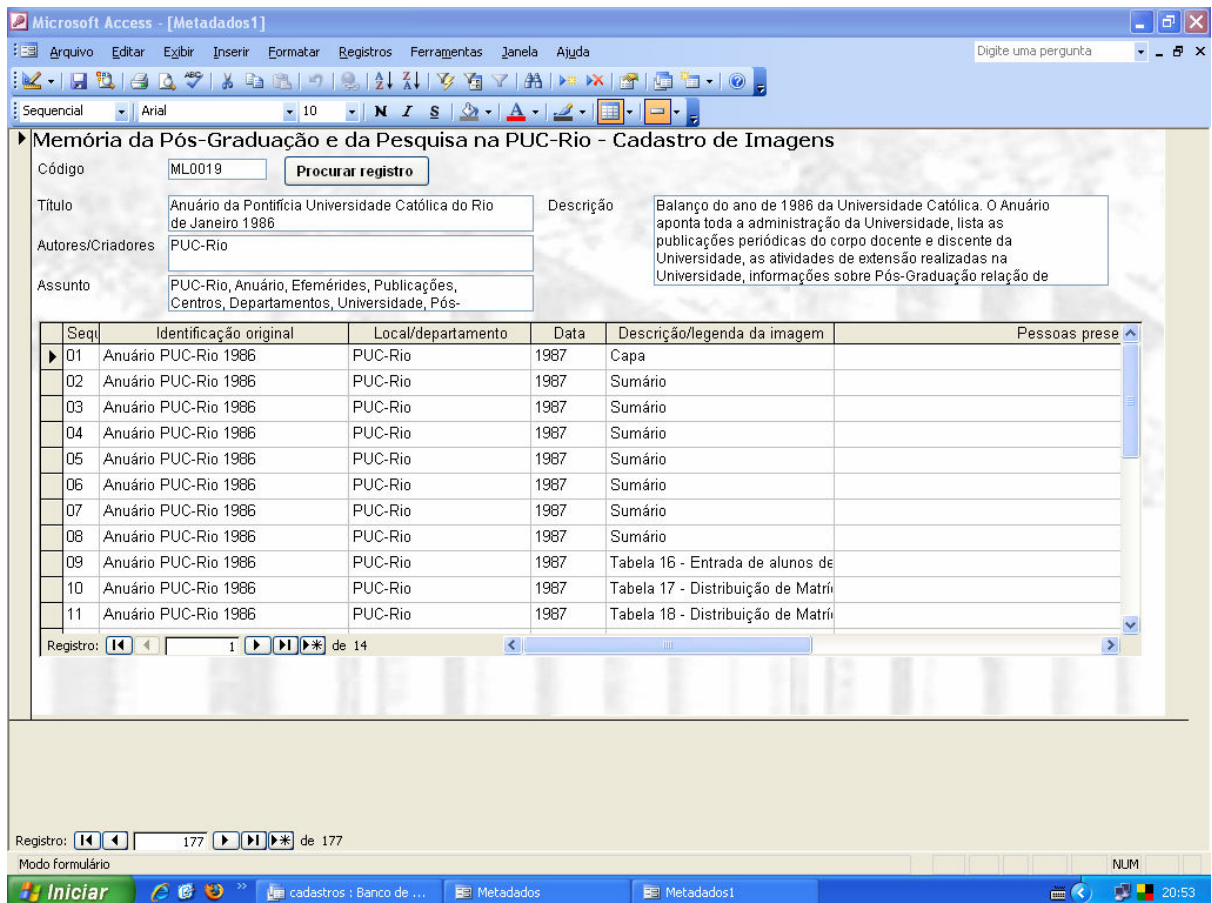 Microsoft Access - [Metadados1]
Arquivo Editar Exibir Inserir Formatar Registros Ferramentas Janela Ajuda Digite uma pergunta
Sequencial Arial 10 N I S A
Memória da Pós-Graduação e da Pesquisa na PUC-Rio - Cadastro de Imagens
Código ML0019 Procurar registro
Título Anuário da Pontifícia Universidade Católica do Rio
de Janeiro 1986
Autores/Criadores PUC-Rio
Assunto PUC-Rio, Anuário, Efemérides, Publicações,
Centros, Departamentos, Universidade, Pós-
Descrição Balanço do ano de 1986 da Universidade Católica. O Anuário
aponta toda a administração da Universidade, lista as
publicações periódicas do corpo docente e discente da
Universidade, as atividades de extensão realizadas na
Universidade, informações sobre Pós-Graduação relação de
Sequ Identificação original Local/departamento Data Descrição/legenda da imagem Pessoas prese
01 Anuário PUC-Rio 1986 PUC-Rio 1987 Capa
02 Anuário PUC-Rio 1986 PUC-Rio 1987 Sumário
03 Anuário PUC-Rio 1986 PUC-Rio 1987 Sumário
04 Anuário PUC-Rio 1986 PUC-Rio 1987 Sumário
05 Anuário PUC-Rio 1986 PUC-Rio 1987 Sumário
06 Anuário PUC-Rio 1986 PUC-Rio 1987 Sumário
07 Anuário PUC-Rio 1986 PUC-Rio 1987 Sumário
08 Anuário PUC-Rio 1986 PUC-Rio 1987 Sumário
09 Anuário PUC-Rio 1986 PUC-Rio 1987 Tabela 16 - Entrada de alunos de
10 Anuário PUC-Rio 1986 PUC-Rio 1987 Tabela 17 - Distribuição de Matrí
11 Anuário PUC-Rio 1986 PUC-Rio 1987 Tabela 18 - Distribuição de Matrí
Registro: 1 de 14
Registro: 177 de 177
Modo formulário NUM
Iniciar cadastros : Banco de ... Metadados Metadados1 20:53